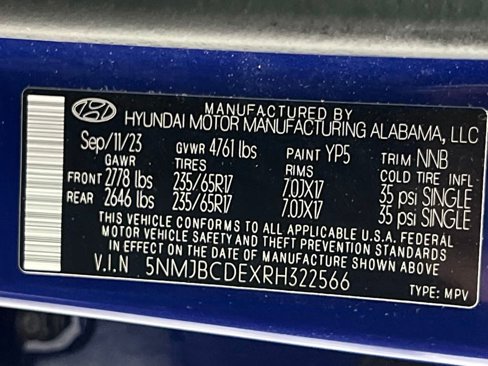 MANUFACTURED BY
HYUNDAI MOTOR MANUFACTURING ALABAMA, LLC
Sep/11/23 GVWR 4761 lbs PAINT YP5 TRIM NNB
GAWR TIRES RIMS COLD TIRE INFL
FRONT 2778 lbs 235/65R17 7.0JX17 35 psi SINGLE
REAR 2646 lbs 235/65R17 7.0JX17 35 psi SINGLE
THIS VEHICLE CONFORMS TO ALL APPLICABLE U.S.A. FEDERAL
MOTOR VEHICLE SAFETY AND THEFT PREVENTION STANDARDS
IN EFFECT ON THE DATE OF MANUFACTURE SHOWN ABOVE
V.I.N 5NMJBCDEXRH322566
TYPE: MPV